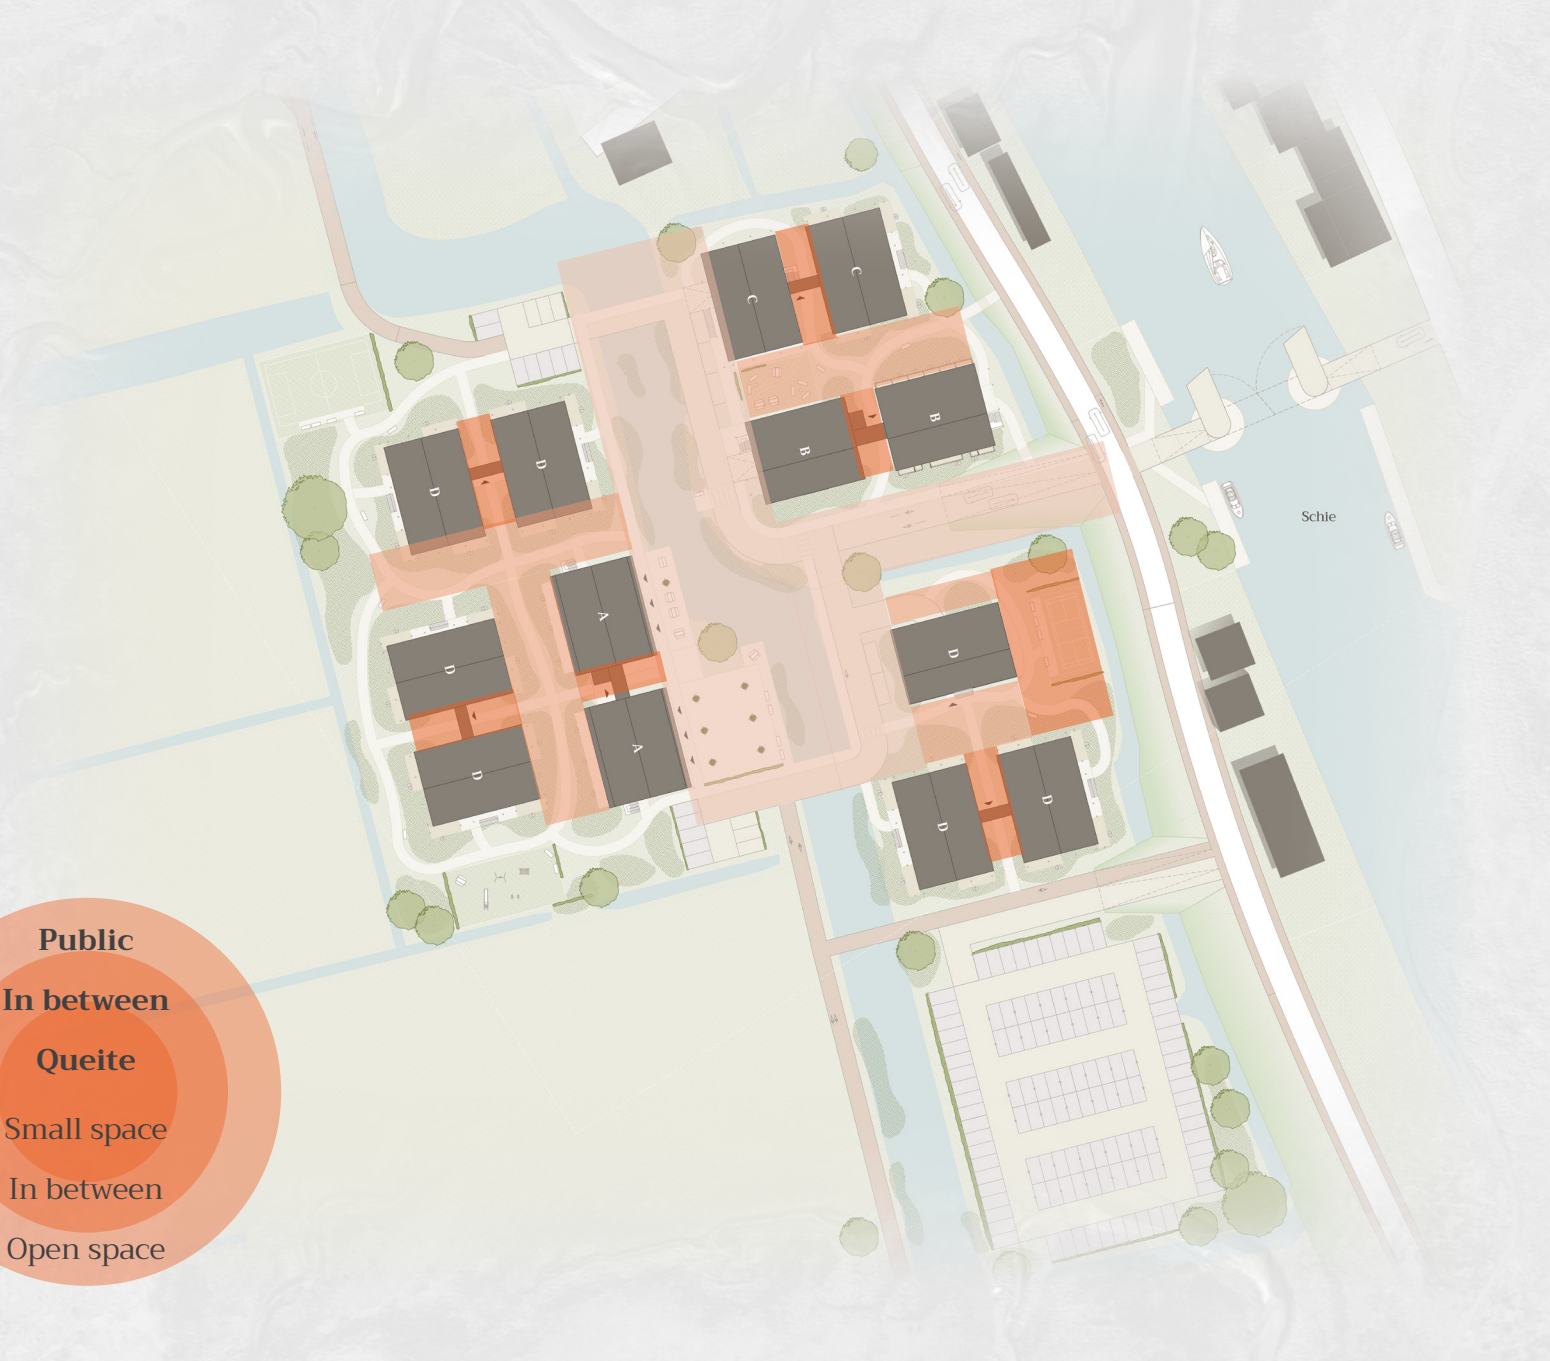 C
C
B
B
D
D
A
D
D
A
D
D
D
Schie
Public
In between
Queite
Small space
In between
Open space